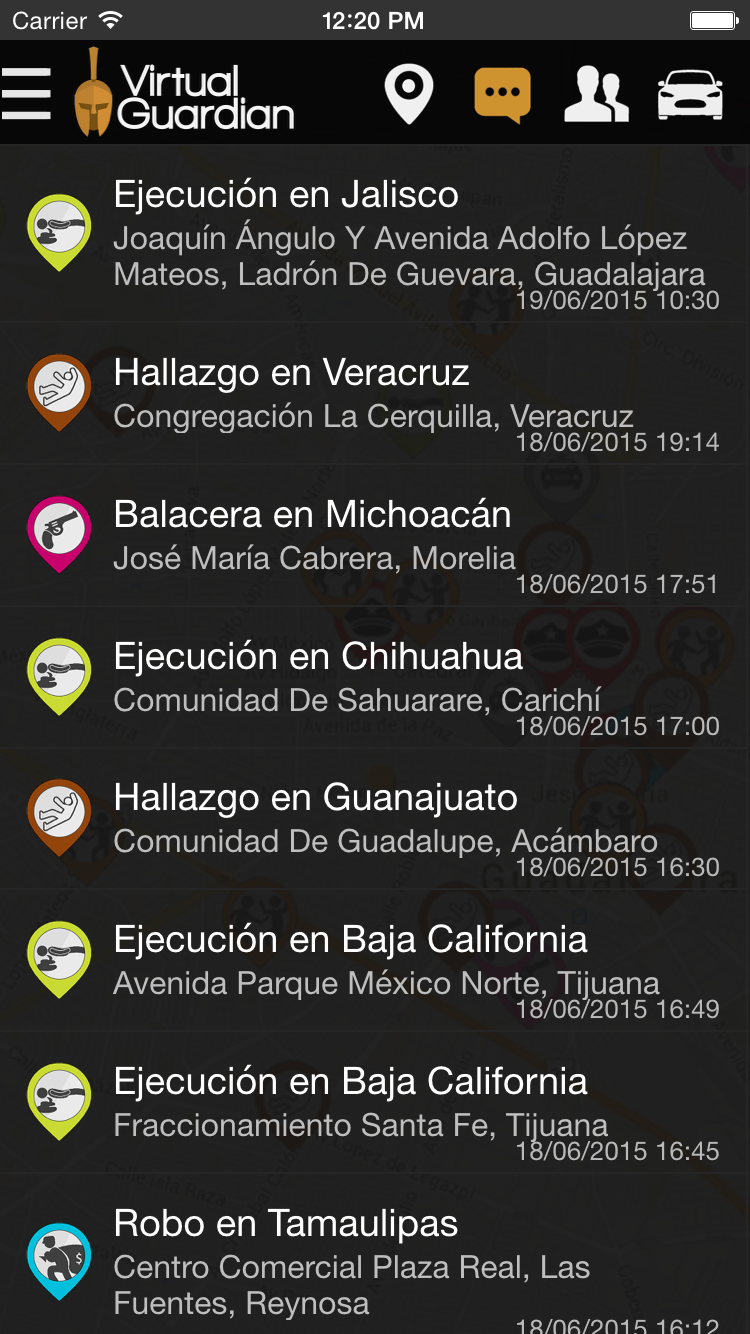 Carrier 12:20 PM
Virtual
Guardian
Ejecución en Jalisco
Joaquín Ángulo Y Avenida Adolfo López
Mateos, Ladrón De Guevara, Guadalajara
19/06/2015 10:30
Hallazgo en Veracruz
Congregación La Cerquilla, Veracruz
18/06/2015 19:14
Balacera en Michoacán
José María Cabrera, Morelia
18/06/2015 17:51
Ejecución en Chihuahua
Comunidad De Sahuarare, Carichí
18/06/2015 17:00
Hallazgo en Guanajuato
Comunidad De Guadalupe, Acámbaro
18/06/2015 16:30
Ejecución en Baja California
Avenida Parque México Norte, Tijuana
18/06/2015 16:49
Ejecución en Baja California
Fraccionamiento Santa Fe, Tijuana
18/06/2015 16:45
Robo en Tamaulipas
Centro Comercial Plaza Real, Las
Fuentes, Reynosa
18/06/2015 16:12